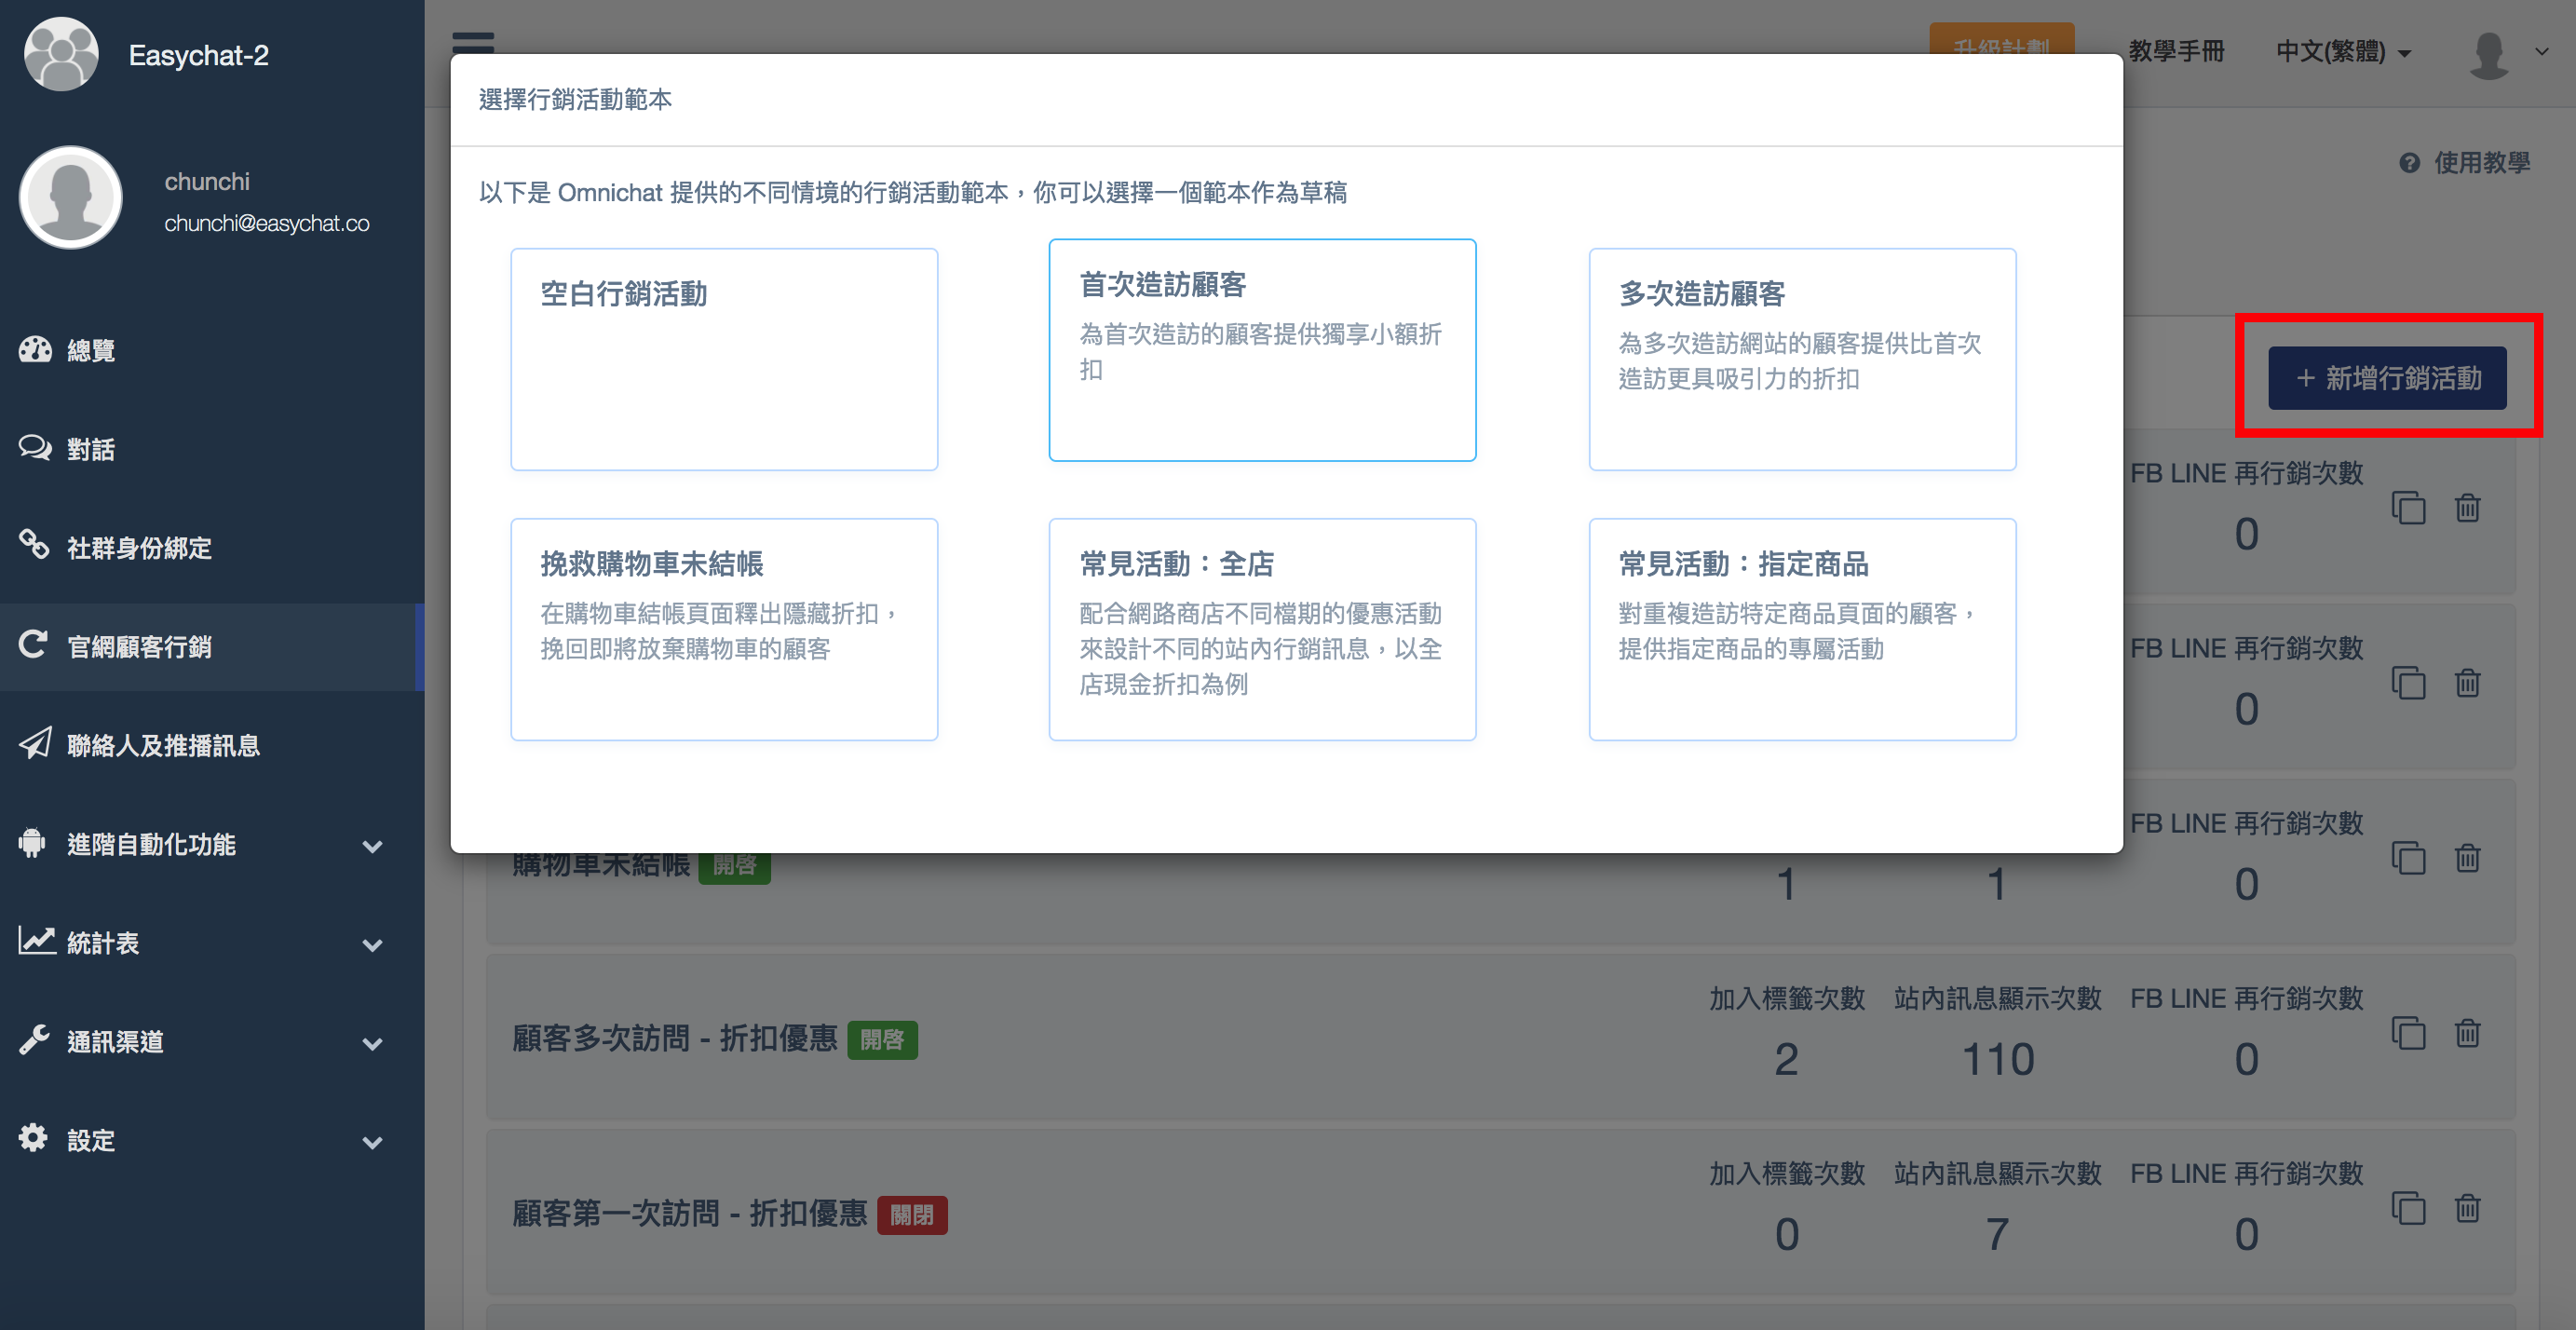 Easychat-2
chunchi
chunchi@easychat.co
總覽
對話
社群身份綁定
官網顧客行銷
聯絡人及推播訊息
進階自動化功能
統計表
通訊渠道
設定
升級計劃
教學手冊
中文(繁體)
使用教學
選擇行銷活動範本
以下是 Omnichat 提供的不同情境的行銷活動範本，你可以選擇一個範本作為草稿
空白行銷活動
首次造訪顧客
為首次造訪的顧客提供獨享小額折
扣
多次造訪顧客
為多次造訪網站的顧客提供比首次
造訪更具吸引力的折扣
挽救購物車未結帳
在購物車結帳頁面釋出隱藏折扣，
挽回即將放棄購物車的顧客
常見活動：全店
配合網路商店不同檔期的優惠活動
來設計不同的站內行銷訊息，以全
店現金折扣為例
常見活動：指定商品
對重複造訪特定商品頁面的顧客，
提供指定商品的專屬活動
+ 新增行銷活動
FB LINE 再行銷次數
0
FB LINE 再行銷次數
0
FB LINE 再行銷次數
購物車未結帳 開啓
1 1 0
加入標籤次數 站內訊息顯示次數 FB LINE 再行銷次數
顧客多次訪問 - 折扣優惠 開啓
2 110 0
加入標籤次數 站內訊息顯示次數 FB LINE 再行銷次數
顧客第一次訪問 - 折扣優惠 關閉
0 7 0